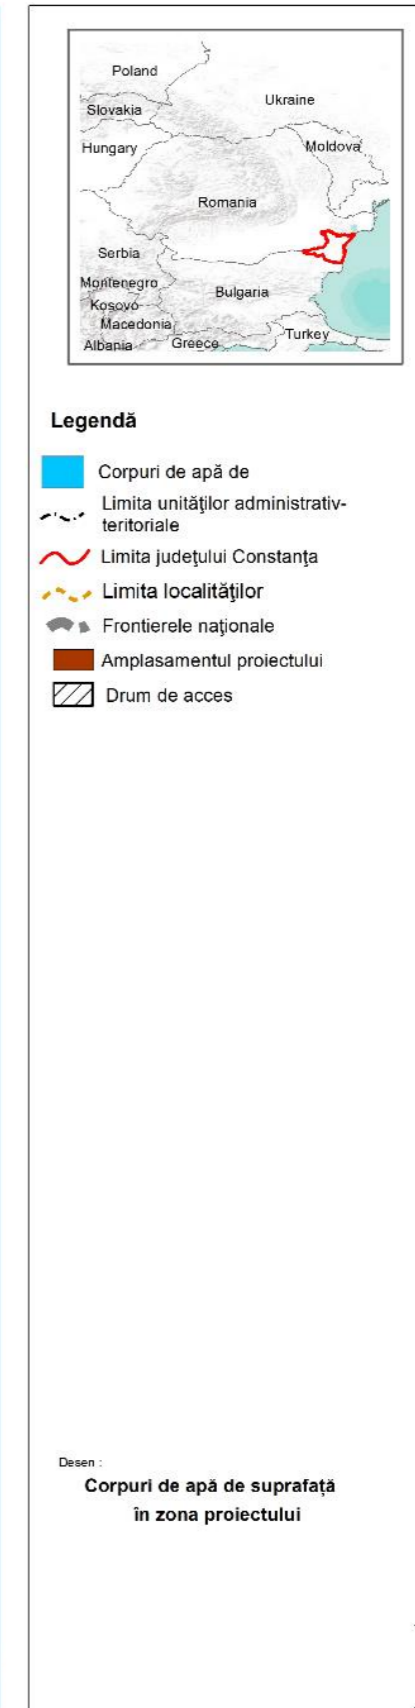 Poland
Slovakia
Ukraine
Hungary
Moldova
Romania
Serbia
Montenegro
Bulgaria
Kosovo
Macedonia
Albania
Greece
Turkey
Legendă
Corpuri de apă de
Limita unităţilor administrativ-
teritoriale
Limita judeţului Constanţa
Limita localităţilor
Frontierele naţionale
Amplasamentul proiectului
Drum de acces
Desen :
Corpuri de apă de suprafață
în zona proiectului